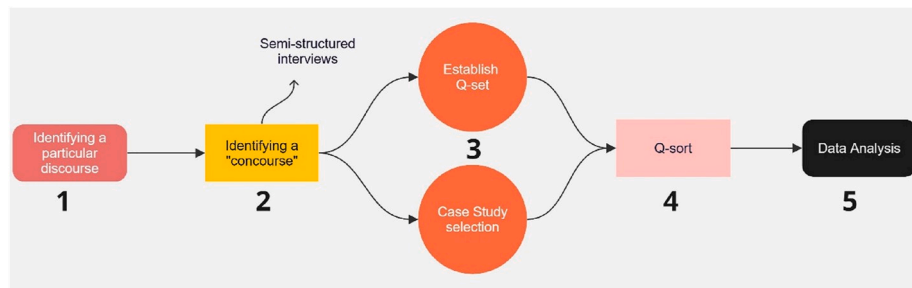 Semi-structured
interviews
Identifying a
particular
discourse
1
Identifying a
"concourse"
2
Establish
Q-set
3
Case Study
selection
Q-sort
4
Data Analysis
5